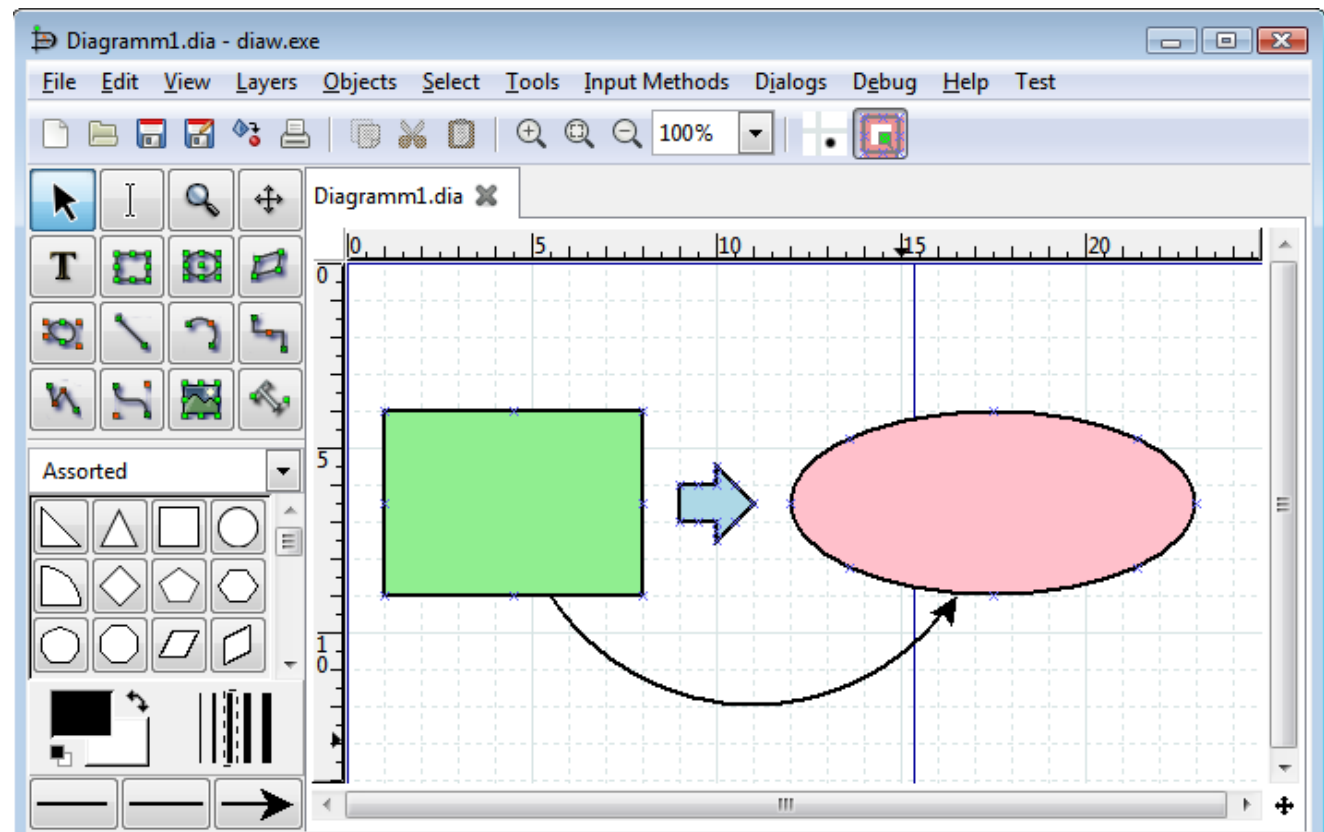 Diagramm1.dia - diaw.exe
File Edit View Layers Objects Select Tools Input Methods Dialogs Debug Help Test
100%
Diagramm1.dia
0 5 10 15 20
0
T
Assorted
5
10